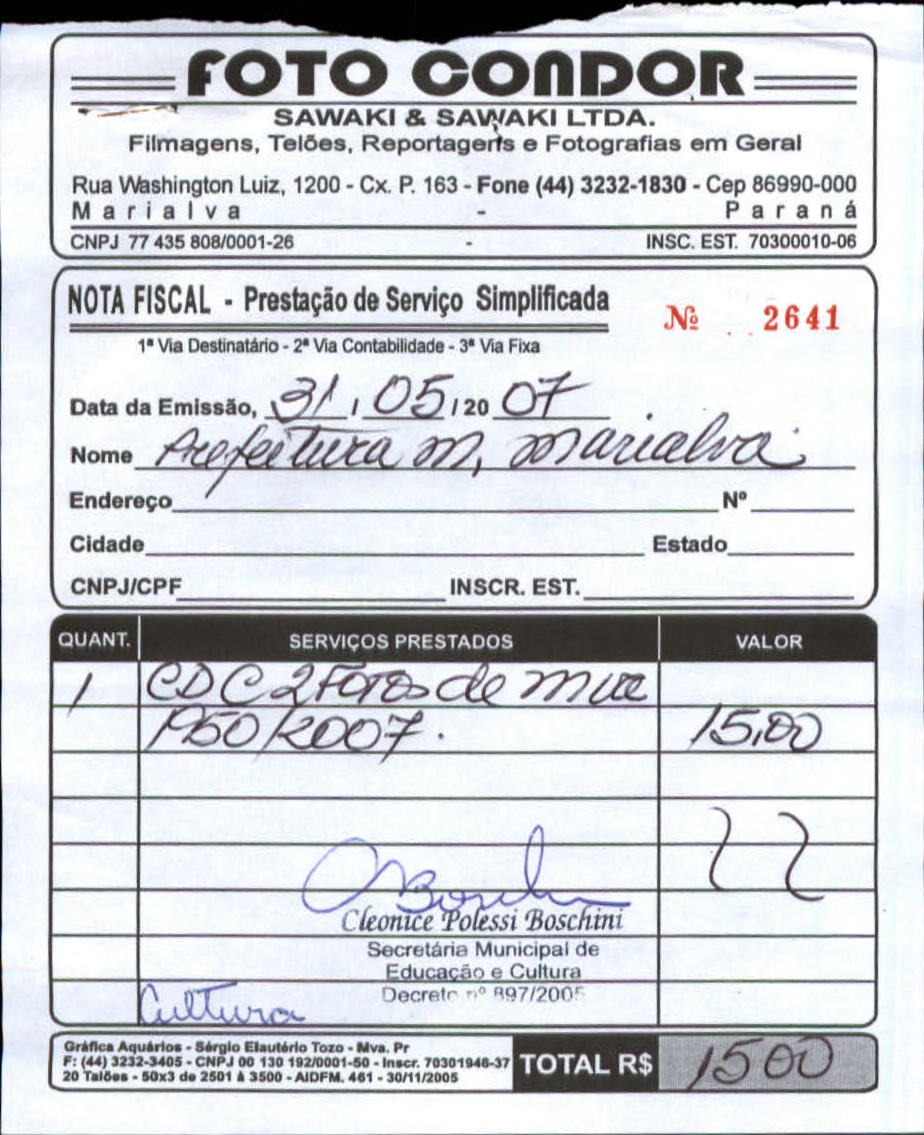 FOTO CONDOR
SAWAKI & SAWAKI LTDA.
Filmagens, Telões, Reportagens e Fotografias em Geral
Rua Washington Luiz, 1200 - Cx. P. 163 - Fone (44) 3232-1830 - Cep 86990-000
Marialva - Paraná
CNPJ 77 435 808/0001-26 - INSC. EST. 70300010-06
NOTA FISCAL - Prestação de Serviço Simplificada
Nº 2641
1ª Via Destinatário - 2ª Via Contabilidade - 3ª Via Fixa
Data da Emissão, 31 / 05 / 20 07
Nome Prefeitura M, Marialva
Endereço Nº
Cidade Estado
CNPJ/CPF INSCR. EST.
QUANT. SERVIÇOS PRESTADOS VALOR
1 CD C 2 Fotos de
1950/2007. 15,00
Cleonice Polessi Boschini
Secretária Municipal de
Educação e Cultura
Decreto nº 897/2005
Cultura
Gráfica Aquários - Sérgio Elautério Tozo - Mva. Pr
F: (44) 3232-3405 - CNPJ 00 130 192/0001-50 - Inscr. 70301946-37
20 Talões - 50x3 de 2501 à 3500 - AIDFM. 461 - 30/11/2005
TOTAL R$ 1500